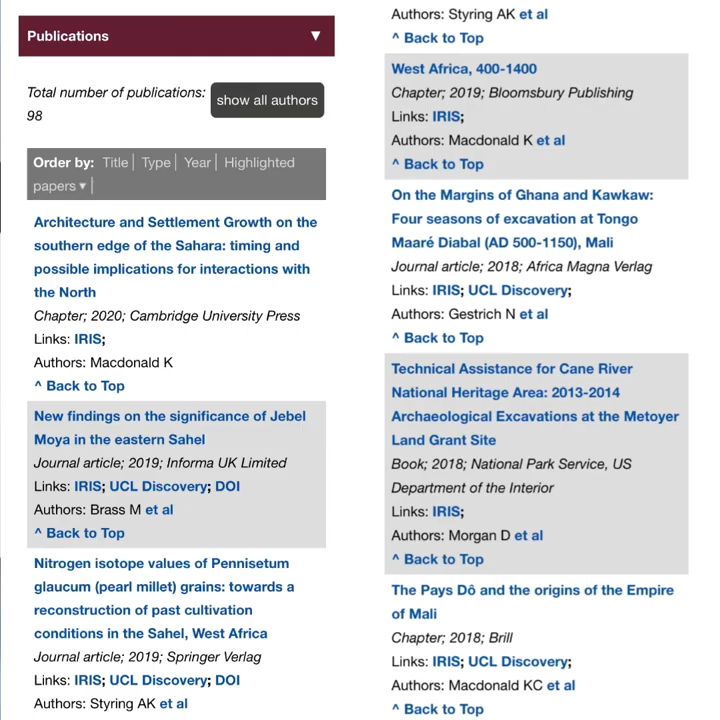 Publications ▼
Total number of publications:
98
show all authors
Order by: Title | Type | Year | Highlighted
papers ▾ |
Architecture and Settlement Growth on the
southern edge of the Sahara: timing and
possible implications for interactions with
the North
Chapter; 2020; Cambridge University Press
Links: IRIS;
Authors: Macdonald K
^ Back to Top
New findings on the significance of Jebel
Moya in the eastern Sahel
Journal article; 2019; Informa UK Limited
Links: IRIS; UCL Discovery; DOI
Authors: Brass M et al
^ Back to Top
Nitrogen isotope values of Pennisetum
glaucum (pearl millet) grains: towards a
reconstruction of past cultivation
conditions in the Sahel, West Africa
Journal article; 2019; Springer Verlag
Links: IRIS; UCL Discovery; DOI
Authors: Styring AK et al
Authors: Styring AK et al
^ Back to Top
West Africa, 400-1400
Chapter; 2019; Bloomsbury Publishing
Links: IRIS;
Authors: Macdonald K et al
^ Back to Top
On the Margins of Ghana and Kawkaw:
Four seasons of excavation at Tongo
Maaré Diabal (AD 500-1150), Mali
Journal article; 2018; Africa Magna Verlag
Links: IRIS; UCL Discovery;
Authors: Gestrich N et al
^ Back to Top
Technical Assistance for Cane River
National Heritage Area: 2013-2014
Archaeological Excavations at the Metoyer
Land Grant Site
Book; 2018; National Park Service, US
Department of the Interior
Links: IRIS;
Authors: Morgan D et al
^ Back to Top
The Pays Dô and the origins of the Empire
of Mali
Chapter; 2018; Brill
Links: IRIS; UCL Discovery;
Authors: Macdonald KC et al
^ Back to Top